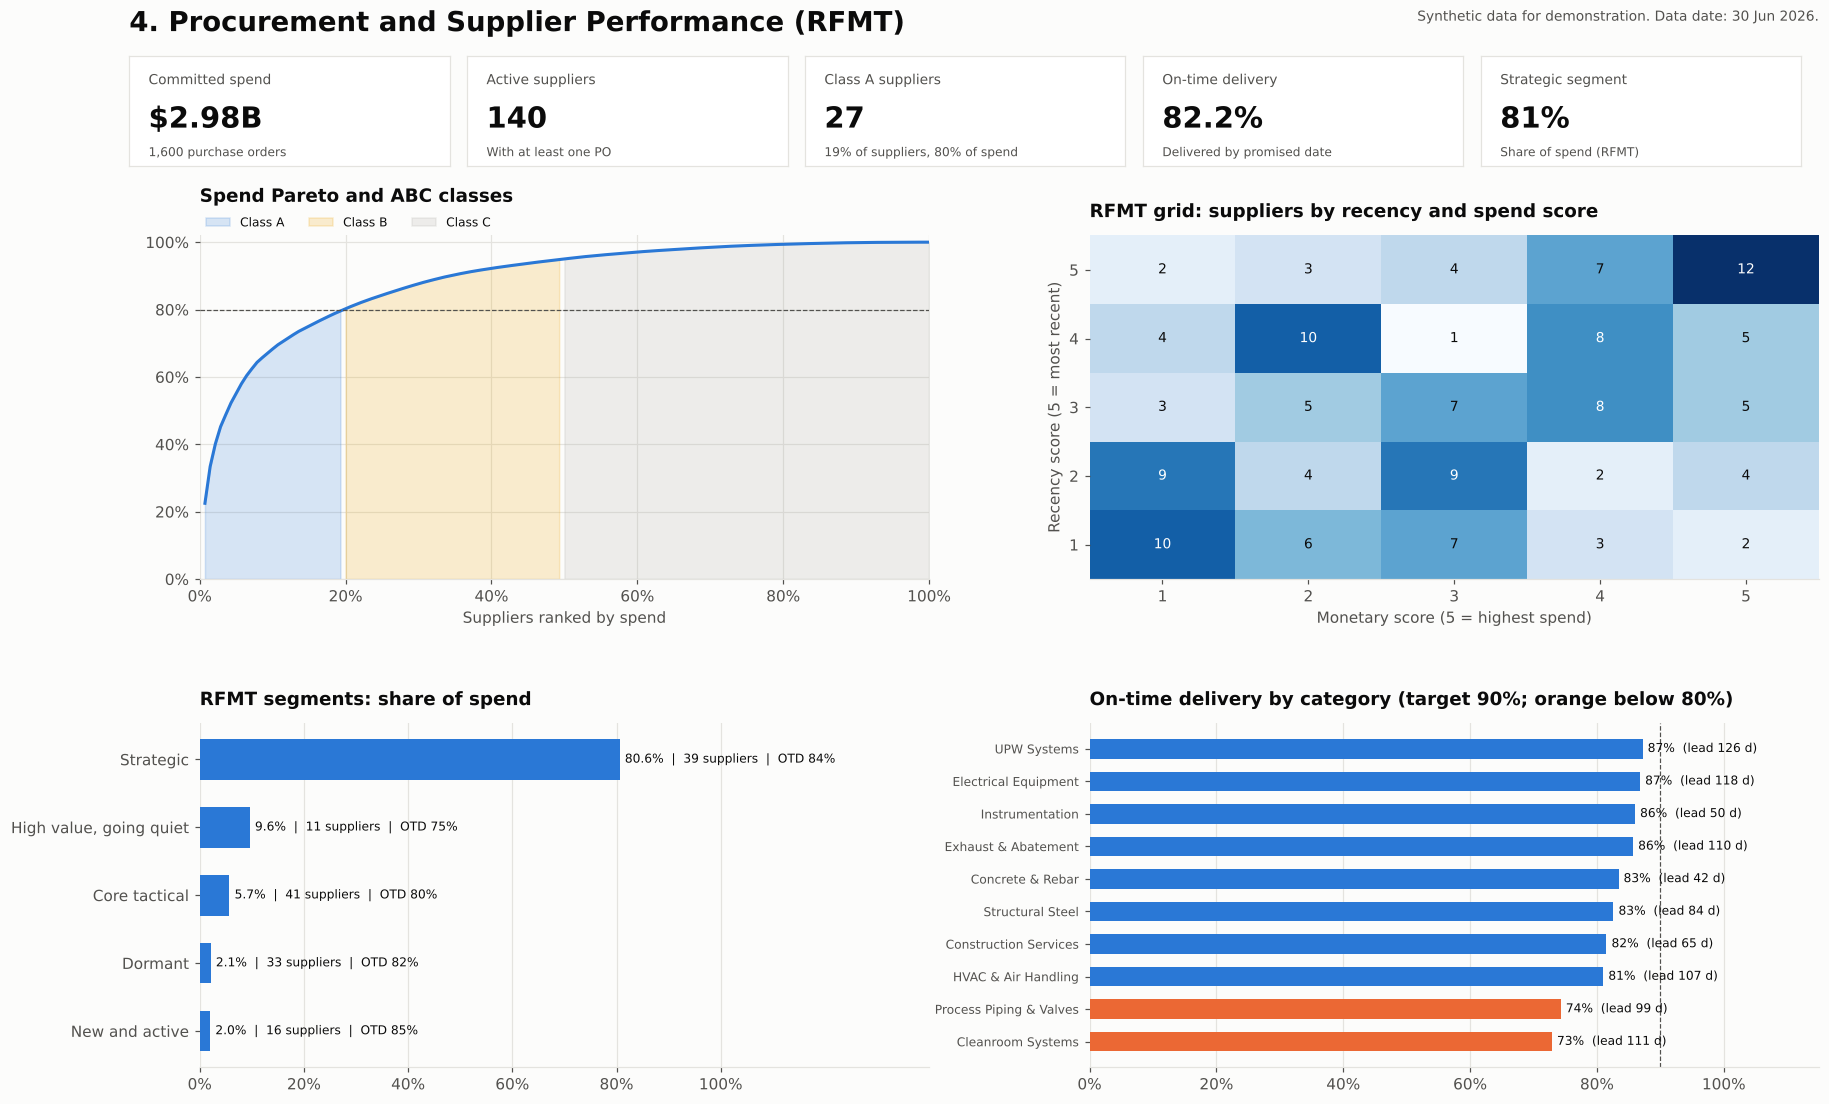 4. Procurement and Supplier Performance (RFMT)
Synthetic data for demonstration. Data date: 30 Jun 2026.
Committed spend
$2.98B
1,600 purchase orders
Active suppliers
140
With at least one PO
Class A suppliers
27
19% of suppliers, 80% of spend
On-time delivery
82.2%
Delivered by promised date
Strategic segment
81%
Share of spend (RFMT)
Spend Pareto and ABC classes
Class A Class B Class C
100%
80%
60%
40%
20%
0%
0% 20% 40% 60% 80% 100%
Suppliers ranked by spend
RFMT grid: suppliers by recency and spend score
Recency score (5 = most recent)
5 2 3 4 7 12
4 4 10 1 8 5
3 3 5 7 8 5
2 9 4 9 2 4
1 10 6 7 3 2
1 2 3 4 5
Monetary score (5 = highest spend)
RFMT segments: share of spend
Strategic 80.6% | 39 suppliers | OTD 84%
High value, going quiet 9.6% | 11 suppliers | OTD 75%
Core tactical 5.7% | 41 suppliers | OTD 80%
Dormant 2.1% | 33 suppliers | OTD 82%
New and active 2.0% | 16 suppliers | OTD 85%
0% 20% 40% 60% 80% 100%
On-time delivery by category (target 90%; orange below 80%)
UPW Systems 87% (lead 126 d)
Electrical Equipment 87% (lead 118 d)
Instrumentation 86% (lead 50 d)
Exhaust & Abatement 86% (lead 110 d)
Concrete & Rebar 83% (lead 42 d)
Structural Steel 83% (lead 84 d)
Construction Services 82% (lead 65 d)
HVAC & Air Handling 81% (lead 107 d)
Process Piping & Valves 74% (lead 99 d)
Cleanroom Systems 73% (lead 111 d)
0% 20% 40% 60% 80% 100%